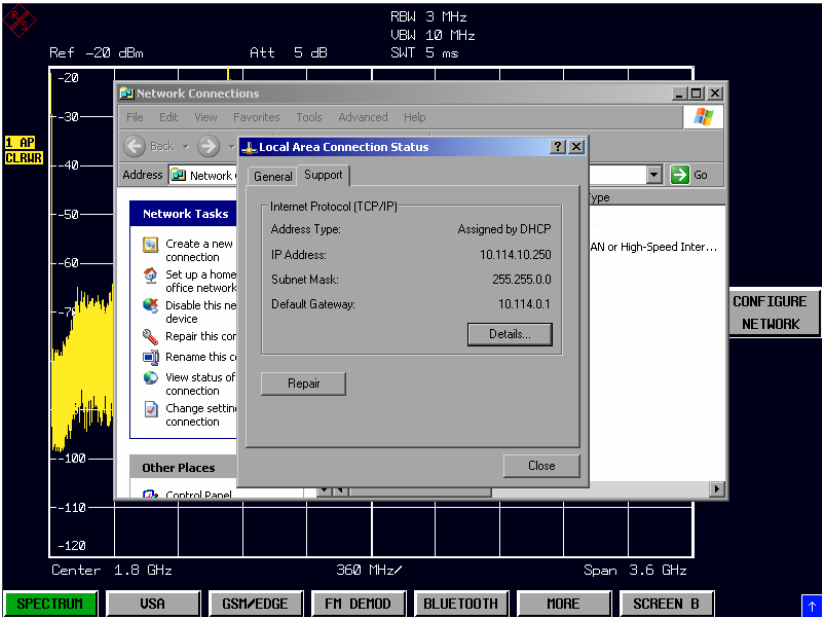 RBW 3 MHz
VBW 10 MHz
Ref -20 dBm Att 5 dB SWT 5 ms
-20
-30
1 AP
CLRWR
-40
-50
-60
-100
-110
-120
Network Connections
File Edit View Favorites Tools Advanced Help
Back
Address Network Go
Local Area Connection Status
General Support
Network Tasks
Create a new
connection
Set up a home
office network
Disable this ne
device
Repair this con
Rename this c
View status of
connection
Change settin
connection
Other Places
Control Panel
Internet Protocol (TCP/IP)
Address Type: Assigned by DHCP
IP Address: 10.114.10.250
Subnet Mask: 255.255.0.0
Default Gateway: 10.114.0.1
Details...
Repair
Close
ype
AN or High-Speed Inter...
CONFIGURE
NETWORK
Center 1.8 GHz 360 MHz/ Span 3.6 GHz
SPECTRUM VSA GSM/EDGE FM DEMOD BLUETOOTH MORE SCREEN B